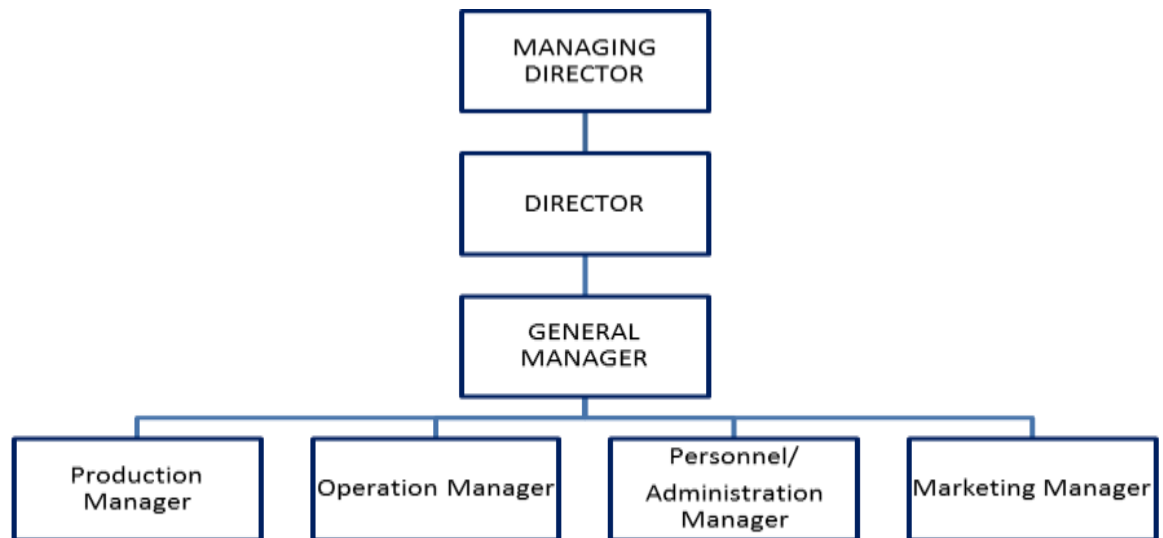 MANAGING
DIRECTOR
DIRECTOR
GENERAL
MANAGER
Production
Manager
Operation Manager
Personnel/
Administration
Manager
Marketing Manager